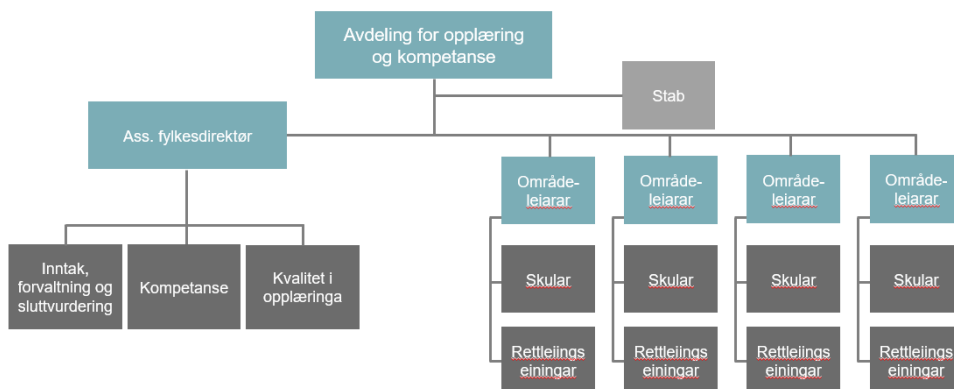 Avdeling for opplæring
og kompetanse
Stab
Ass. fylkesdirektør
Område-
leiarar
Område-
leiarar
Område-
leiarar
Område-
leiarar
Inntak,
forvaltning og
sluttvurdering
Kompetanse
Kvalitet i
opplæringa
Skular
Skular
Skular
Skular
Rettleiings
einingar
Rettleiings
einingar
Rettleiings
einingar
Rettleiings
einingar